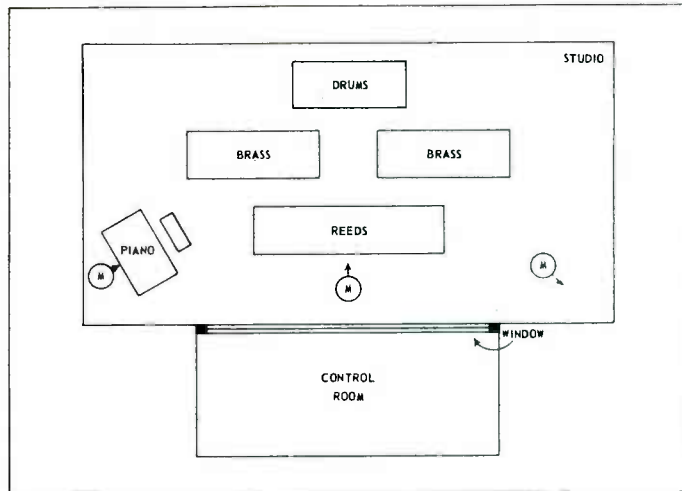 STUDIO
DRUMS
BRASS
BRASS
REEDS
PIANO
M
M
M
WINDOW
CONTROL
ROOM